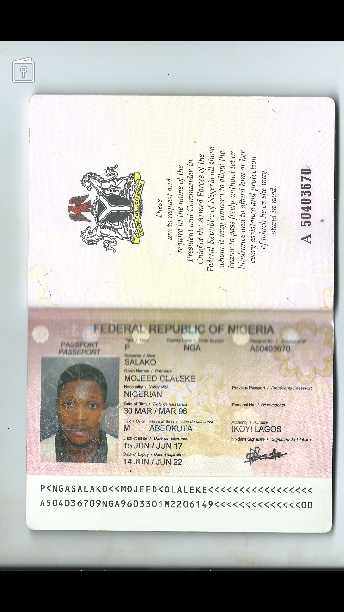 These
are to request and
require in the name of the
President and Commander in
Chief of the Armed Forces of the
Federal Republic of Nigeria all those
whom it may concern to allow the
bearer to pass freely without let or
hindrance and to afford him or her
every assistance and protection
of which he or she may
stand in need.
A 50403670
FEDERAL REPUBLIC OF NIGERIA
PASSPORT
PASSEPORT
P
NGA
A50403670
SALAKO
MOJEED OLALEKE
NIGERIAN
30 MAR / MAR 96
M
ABEOKUTA
15 JUN / JUN 17
IKOYI LAGOS
14 JUN / JUN 22
P<NGASALAKO<<MOJEED<OLALEKE<<<<<<<<<<<<<<<<<
A504036709NGA9603301M2206149<<<<<<<<<<<<<<00